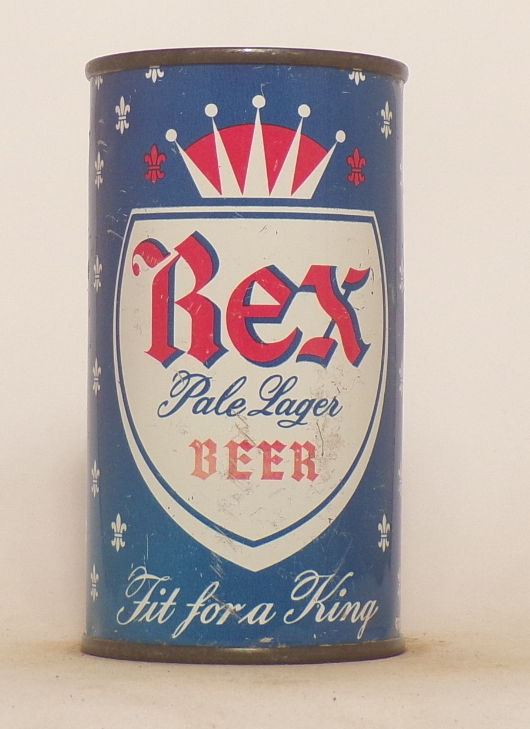 Rex
Pale Lager
BEER
Fit for a King